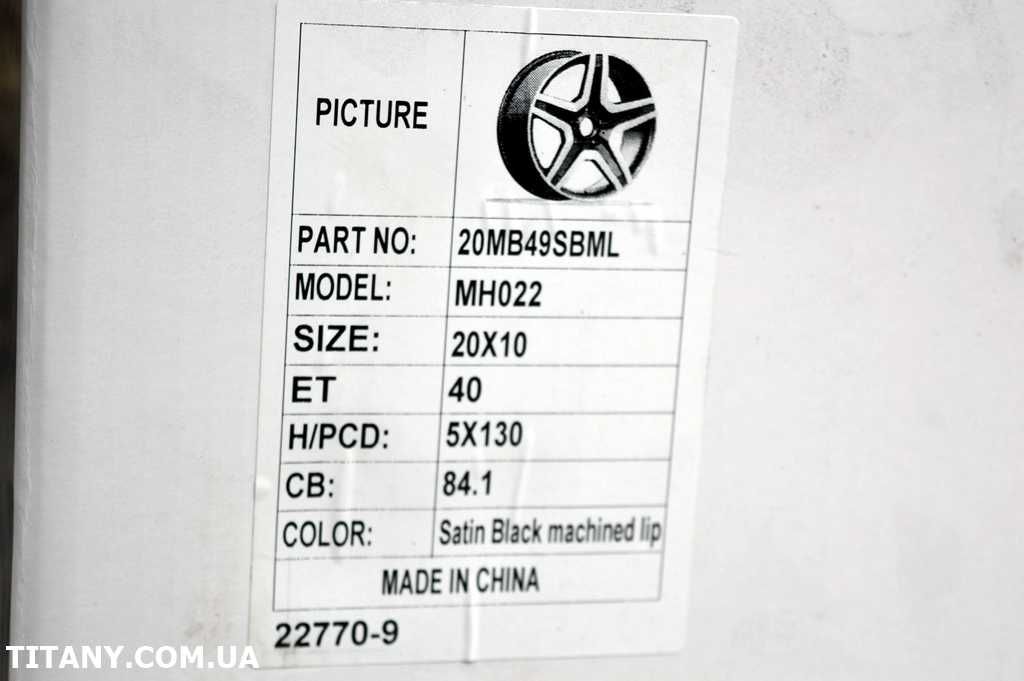 PICTURE
PART NO: 20MB49SBML
MODEL: MH022
SIZE: 20X10
ET 40
H/PCD: 5X130
CB: 84.1
COLOR: Satin Black machined lip
MADE IN CHINA
22770-9
TITANY.COM.UA